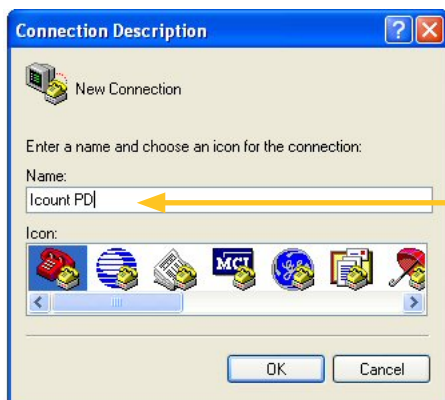 Connection Description
New Connection
Enter a name and choose an icon for the connection:
Name:
Icount PD
Icon:
MCI
OK Cancel